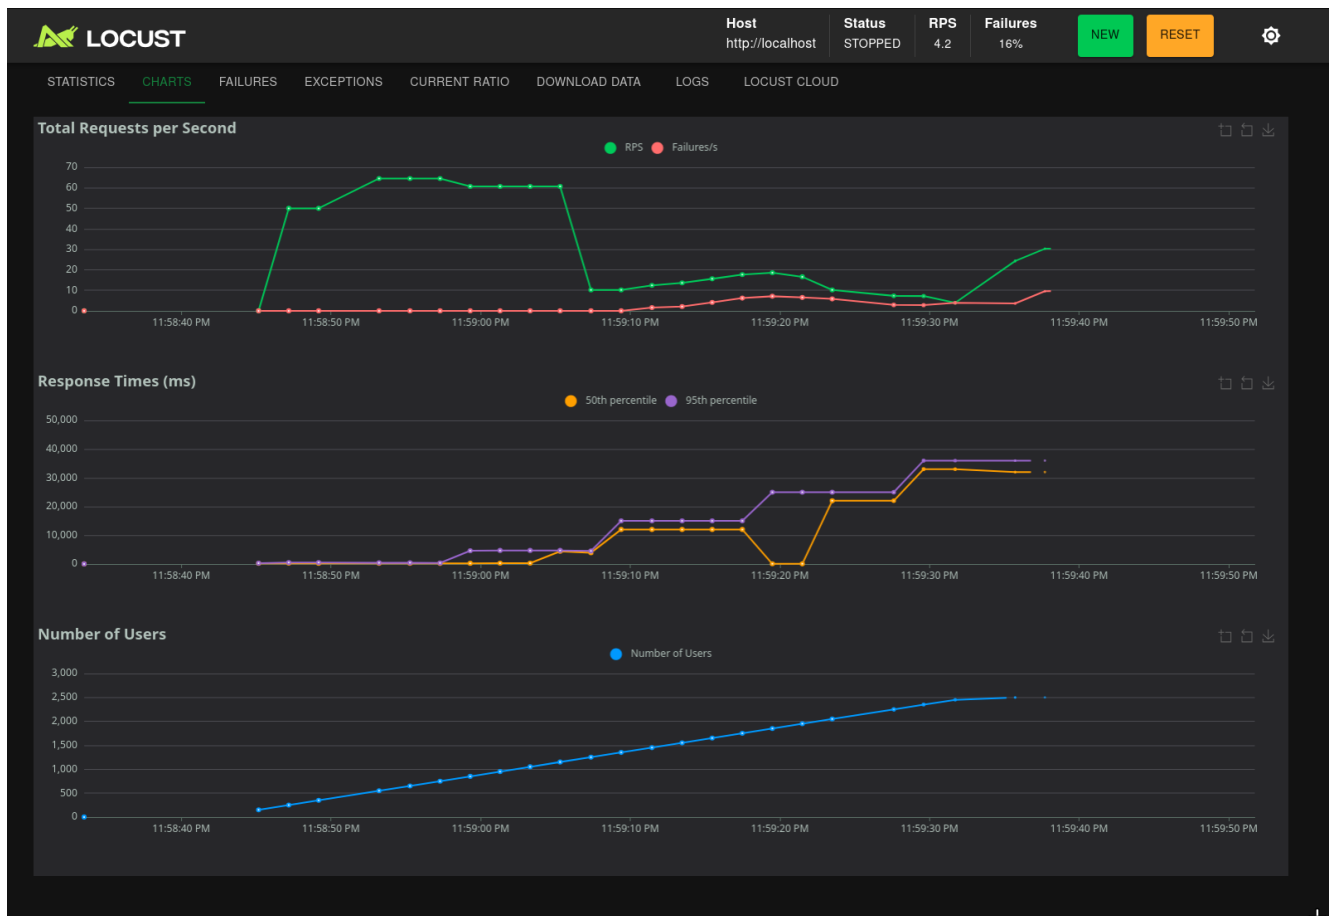 LOCUST
Host Status RPS Failures
http://localhost STOPPED 4.2 16% NEW RESET
STATISTICS CHARTS FAILURES EXCEPTIONS CURRENT RATIO DOWNLOAD DATA LOGS LOCUST CLOUD
Total Requests per Second
RPS Failures/s
70
60
50
40
30
20
10
0
11:58:40 PM 11:58:50 PM 11:59:00 PM 11:59:10 PM 11:59:20 PM 11:59:30 PM 11:59:40 PM 11:59:50 PM
Response Times (ms)
50th percentile 95th percentile
50,000
40,000
30,000
20,000
10,000
0
11:58:40 PM 11:58:50 PM 11:59:00 PM 11:59:10 PM 11:59:20 PM 11:59:30 PM 11:59:40 PM 11:59:50 PM
Number of Users
Number of Users
3,000
2,500
2,000
1,500
1,000
500
0
11:58:40 PM 11:58:50 PM 11:59:00 PM 11:59:10 PM 11:59:20 PM 11:59:30 PM 11:59:40 PM 11:59:50 PM